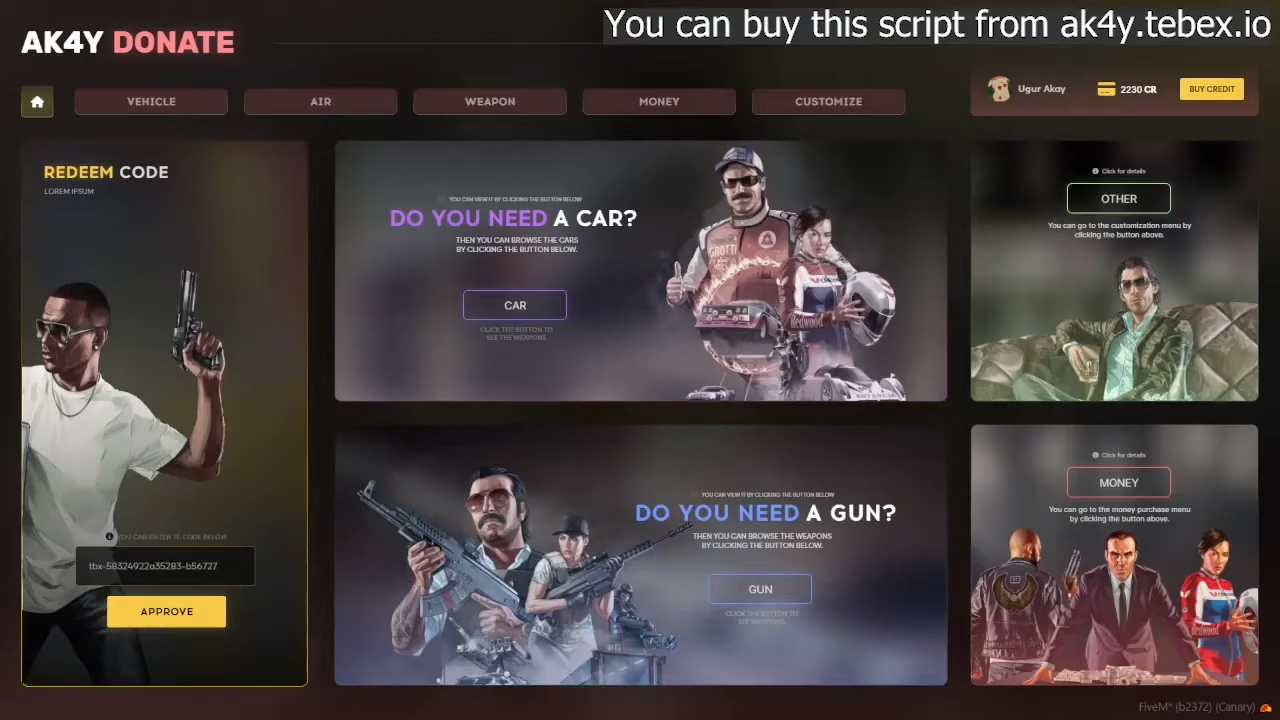 You can buy this script from ak4y.tebex.io
AK4Y DONATE
VEHICLE
AIR
WEAPON
MONEY
CUSTOMIZE
Ugur Akay
2230 CR
BUY CREDIT
REDEEM CODE
LOREM IPSUM
YOU CAN ENTER TE CODE BELOW
tbx-58324922a35283-b56727
APPROVE
YOU CAN VIEW IT BY CLICKING THE BUTTON BELOW
DO YOU NEED A CAR?
THEN YOU CAN BROWSE THE CARS
BY CLICKING THE BUTTON BELOW.
CAR
CLICK THE BUTTON TO
SEE THE WEAPONS
GROTTI
Redwood
Click for details
OTHER
You can go to the customization menu by
clicking the button above.
YOU CAN VIEW IT BY CLICKING THE BUTTON BELOW
DO YOU NEED A GUN?
THEN YOU CAN BROWSE THE WEAPONS
BY CLICKING THE BUTTON BELOW.
GUN
CLICK THE BUTTON TO
SEE WEAPONS.
Click for details
MONEY
You can go to the money purchase menu
by clicking the button above.
Redwood
FiveM* (b2372) (Canary)